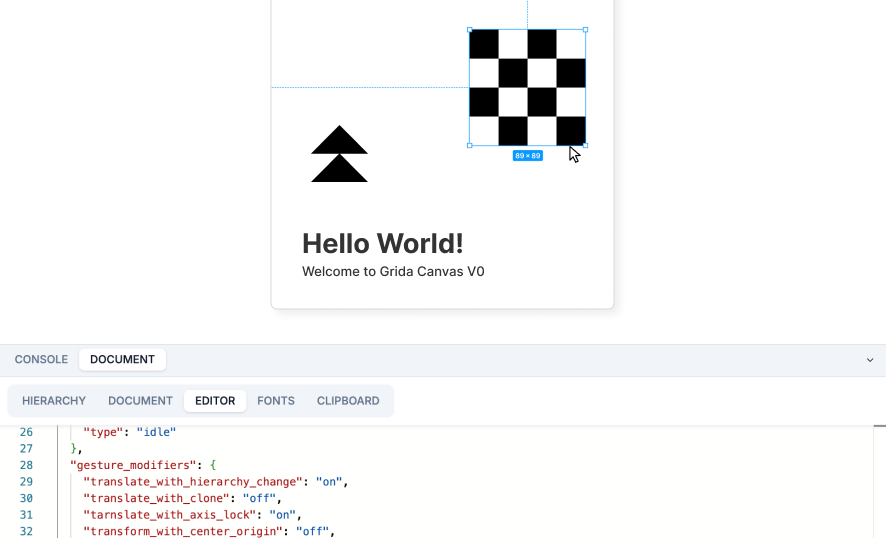 89 × 89
Hello World!
Welcome to Grida Canvas V0
CONSOLE DOCUMENT
HIERARCHY DOCUMENT EDITOR FONTS CLIPBOARD
26 "type": "idle"
27 },
28 "gesture_modifiers": {
29 "translate_with_hierarchy_change": "on",
30 "translate_with_clone": "off",
31 "tarnslate_with_axis_lock": "on",
32 "transform_with_center_origin": "off",